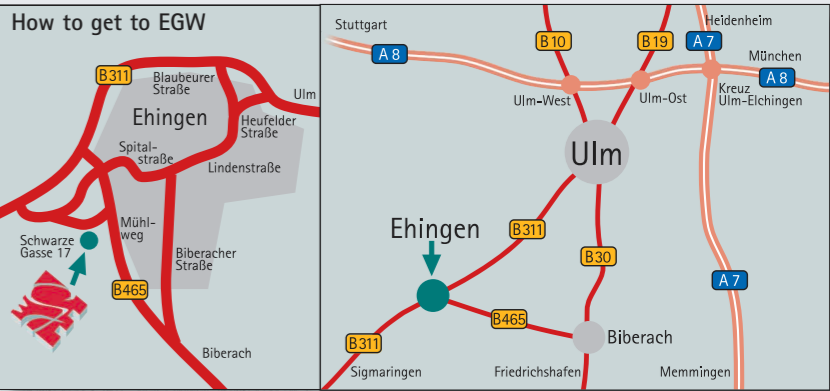 How to get to EGW
B311
Blaubeurer
Straße
Ulm
Ehingen
Heufelder
Straße
Spital-
straße
Lindenstraße
Mühl-
weg
Schwarze
Gasse 17
Biberacher
Straße
B465
Biberach
Stuttgart
Heidenheim
B10
B19
A 7
A 8
München
A 8
Ulm-West
Ulm-Ost
Kreuz
Ulm-Elchingen
Ulm
Ehingen
B311
B30
A 7
B465
B311
Biberach
Sigmaringen
Friedrichshafen
Memmingen